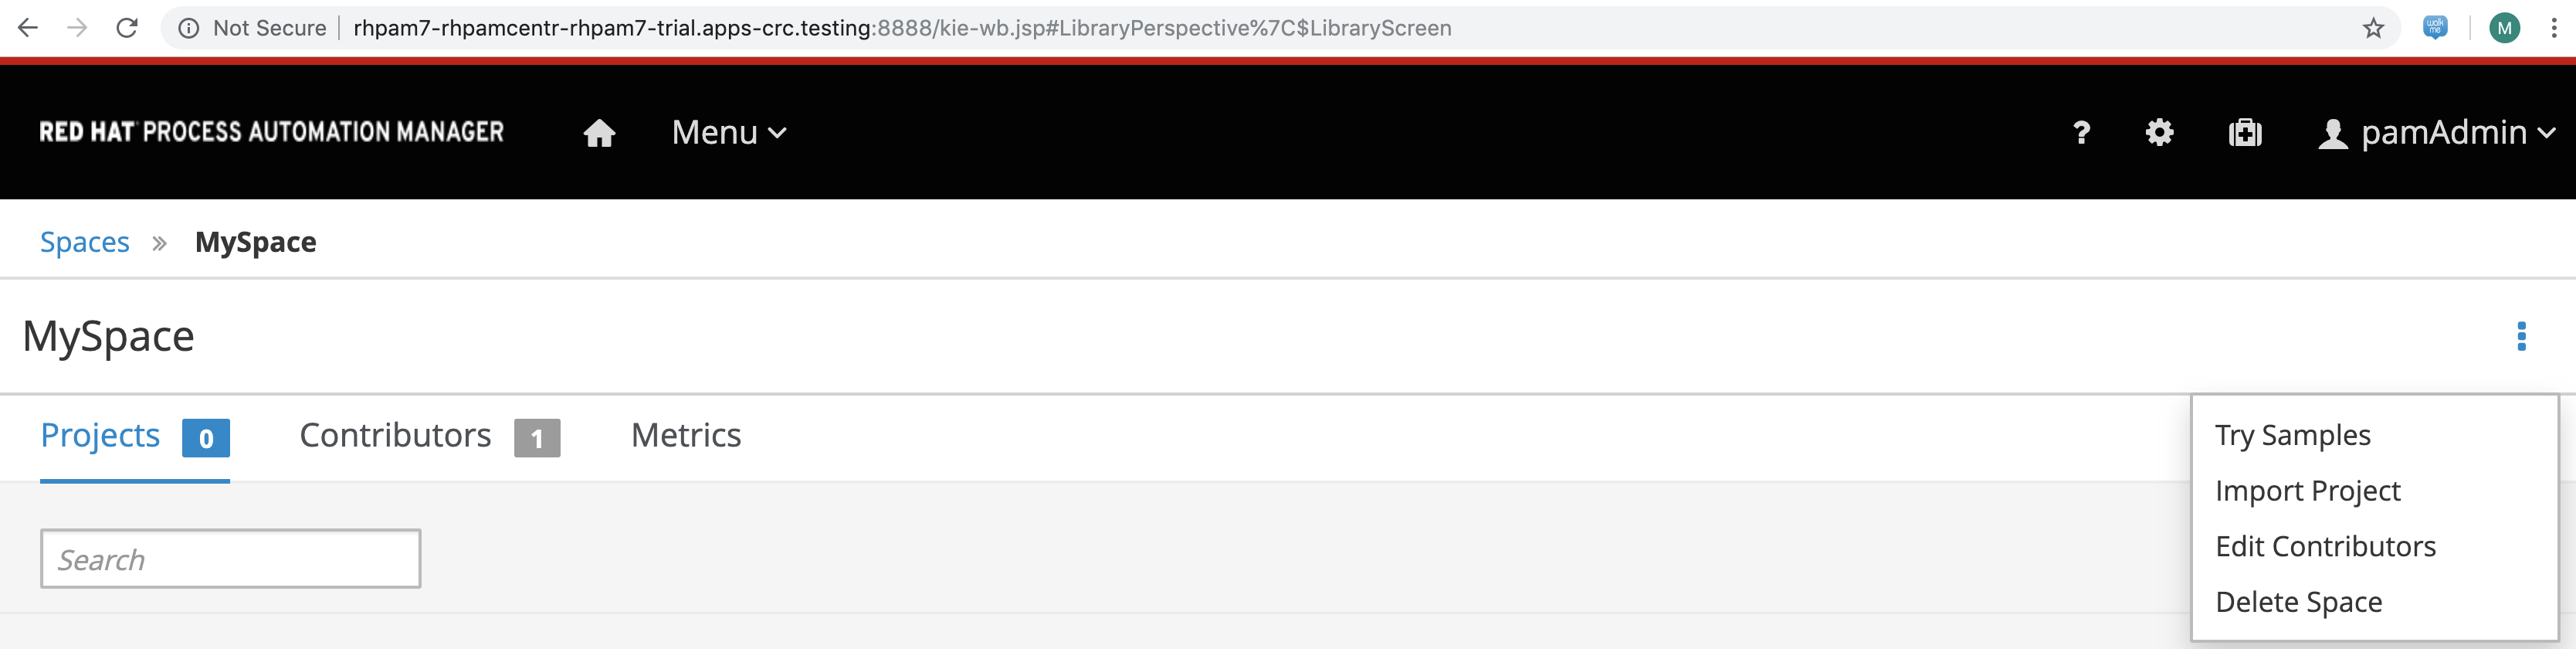 Not Secure | rhpam7-rhpamcentr-rhpam7-trial.apps-crc.testing:8888/kie-wb.jsp#LibraryPerspective%7C$LibraryScreen
walk me
M
RED HAT PROCESS AUTOMATION MANAGER
Menu
?
pamAdmin
Spaces » MySpace
MySpace
Projects 0
Contributors 1
Metrics
Try Samples
Import Project
Edit Contributors
Delete Space
Search